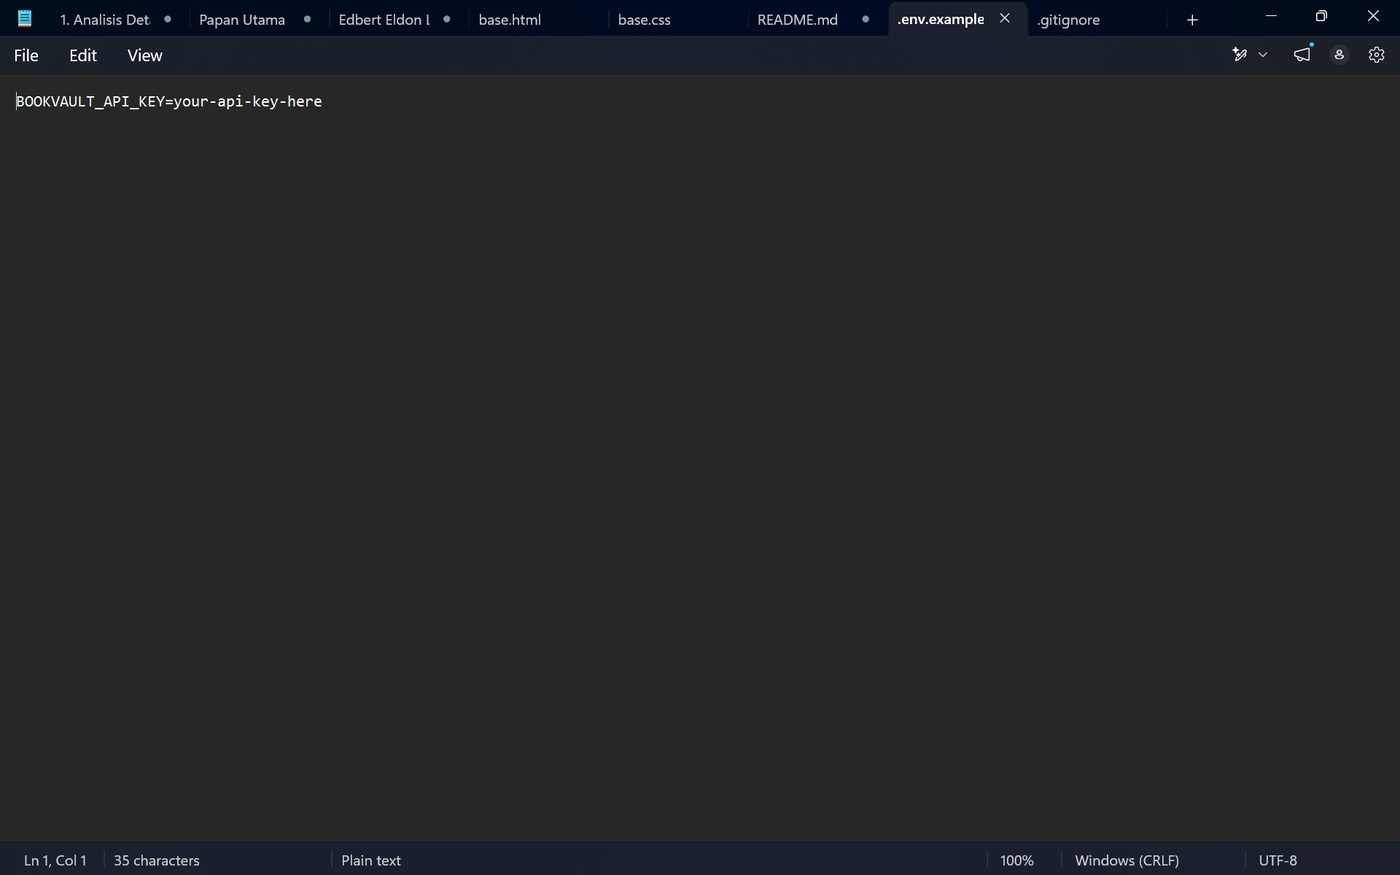 1. Analisis Det
Papan Utama
Edbert Eldon L
base.html
base.css
README.md
.env.example
.gitignore
File
Edit
View
BOOKVAULT_API_KEY=your-api-key-here
Ln 1, Col 1
35 characters
Plain text
100%
Windows (CRLF)
UTF-8